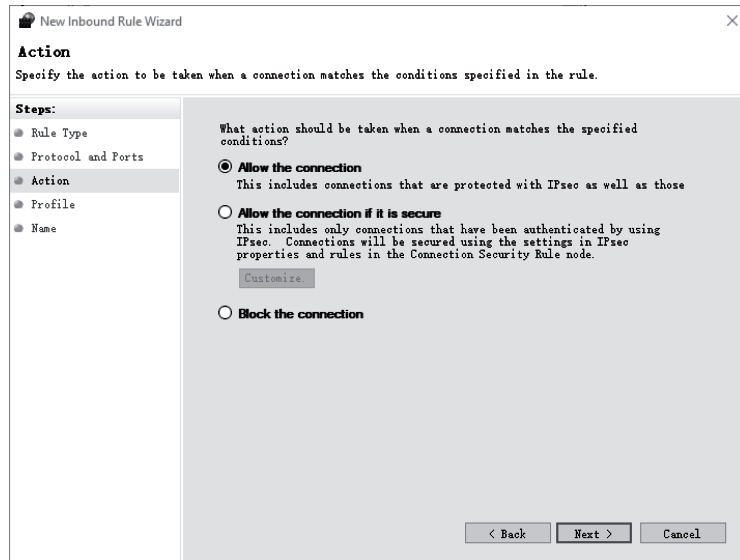 New Inbound Rule Wizard
Action
Specify the action to be taken when a connection matches the conditions specified in the rule.
Steps:
Rule Type
Protocol and Ports
Action
Profile
Name
What action should be taken when a connection matches the specified
conditions?
Allow the connection
This includes connections that are protected with IPsec as well as those
Allow the connection if it is secure
This includes only connections that have been authenticated by using
IPsec. Connections will be secured using the settings in IPsec
properties and rules in the Connection Security Rule node.
Customize.
Block the connection
< Back Next > Cancel